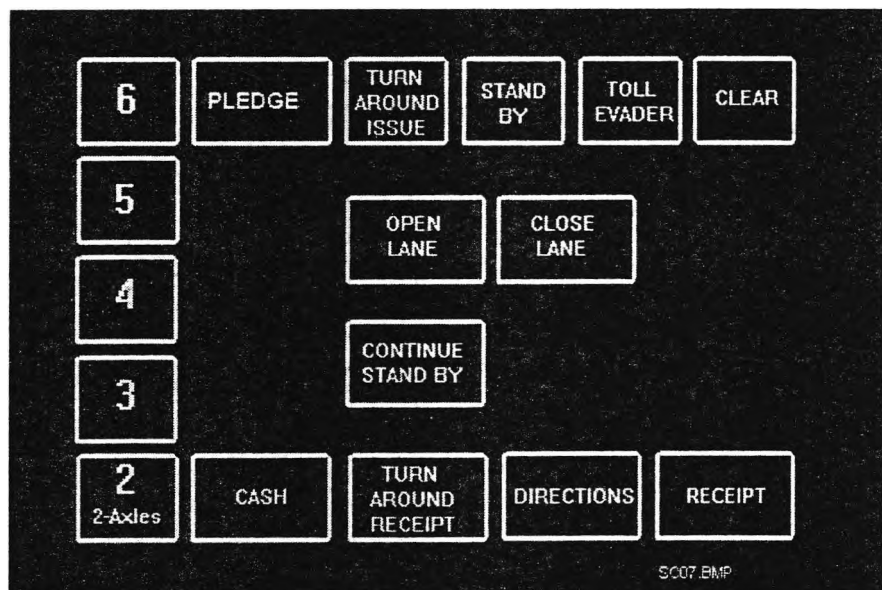 6
PLEDGE
TURN
AROUND
ISSUE
STAND
BY
TOLL
EVADER
CLEAR
5
OPEN
LANE
CLOSE
LANE
4
CONTINUE
STAND BY
3
2
2-Axles
CASH
TURN
AROUND
RECEIPT
DIRECTIONS
RECEIPT
SC07.BMP